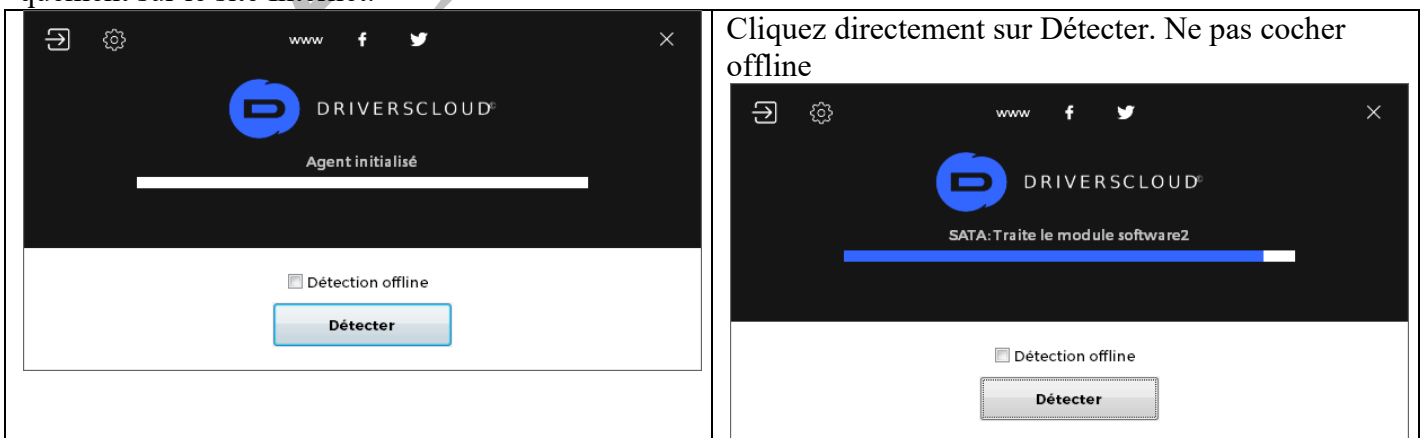 www f
DRIVERSCLOUD©
Agent initialisé
Détection offline
Détecter
Cliquez directement sur Détecter. Ne pas cocher
offline
www f
DRIVERSCLOUD©
SATA: Traite le module software2
Détection offline
Détecter